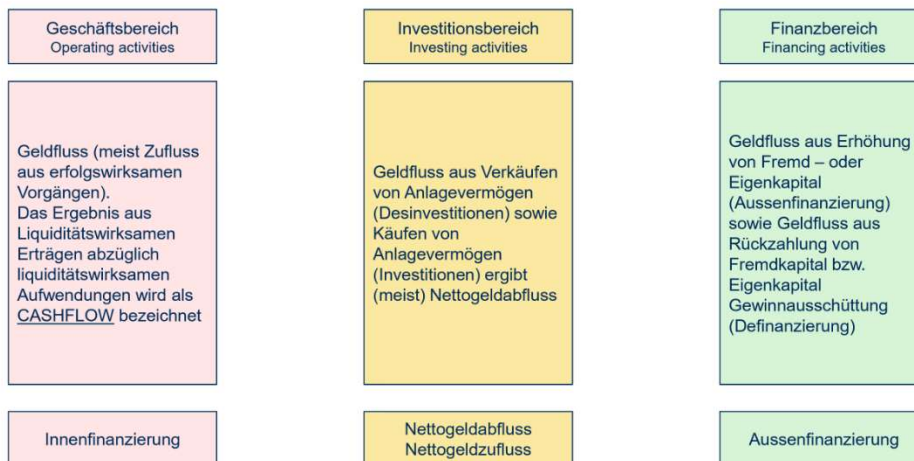 Geschäftsbereich
Operating activities
Investitionsbereich
Investing activities
Finanzbereich
Financing activities
Geldfluss (meist Zufluss
aus erfolgswirksamen
Vorgängen).
Das Ergebnis aus
Liquiditätswirksamen
Erträgen abzüglich
liquiditätswirksamen
Aufwendungen wird als
CASHFLOW bezeichnet
Geldfluss aus Verkäufen
von Anlagevermögen
(Desinvestitionen) sowie
Käufen von
Anlagevermögen
(Investitionen) ergibt
(meist) Nettogeldabfluss
Geldfluss aus Erhöhung
von Fremd – oder
Eigenkapital
(Aussenfinanzierung)
sowie Geldfluss aus
Rückzahlung von
Fremdkapital bzw.
Eigenkapital
Gewinnausschüttung
(Definanzierung)
Innenfinanzierung
Nettogeldabfluss
Nettogeldzufluss
Aussenfinanzierung